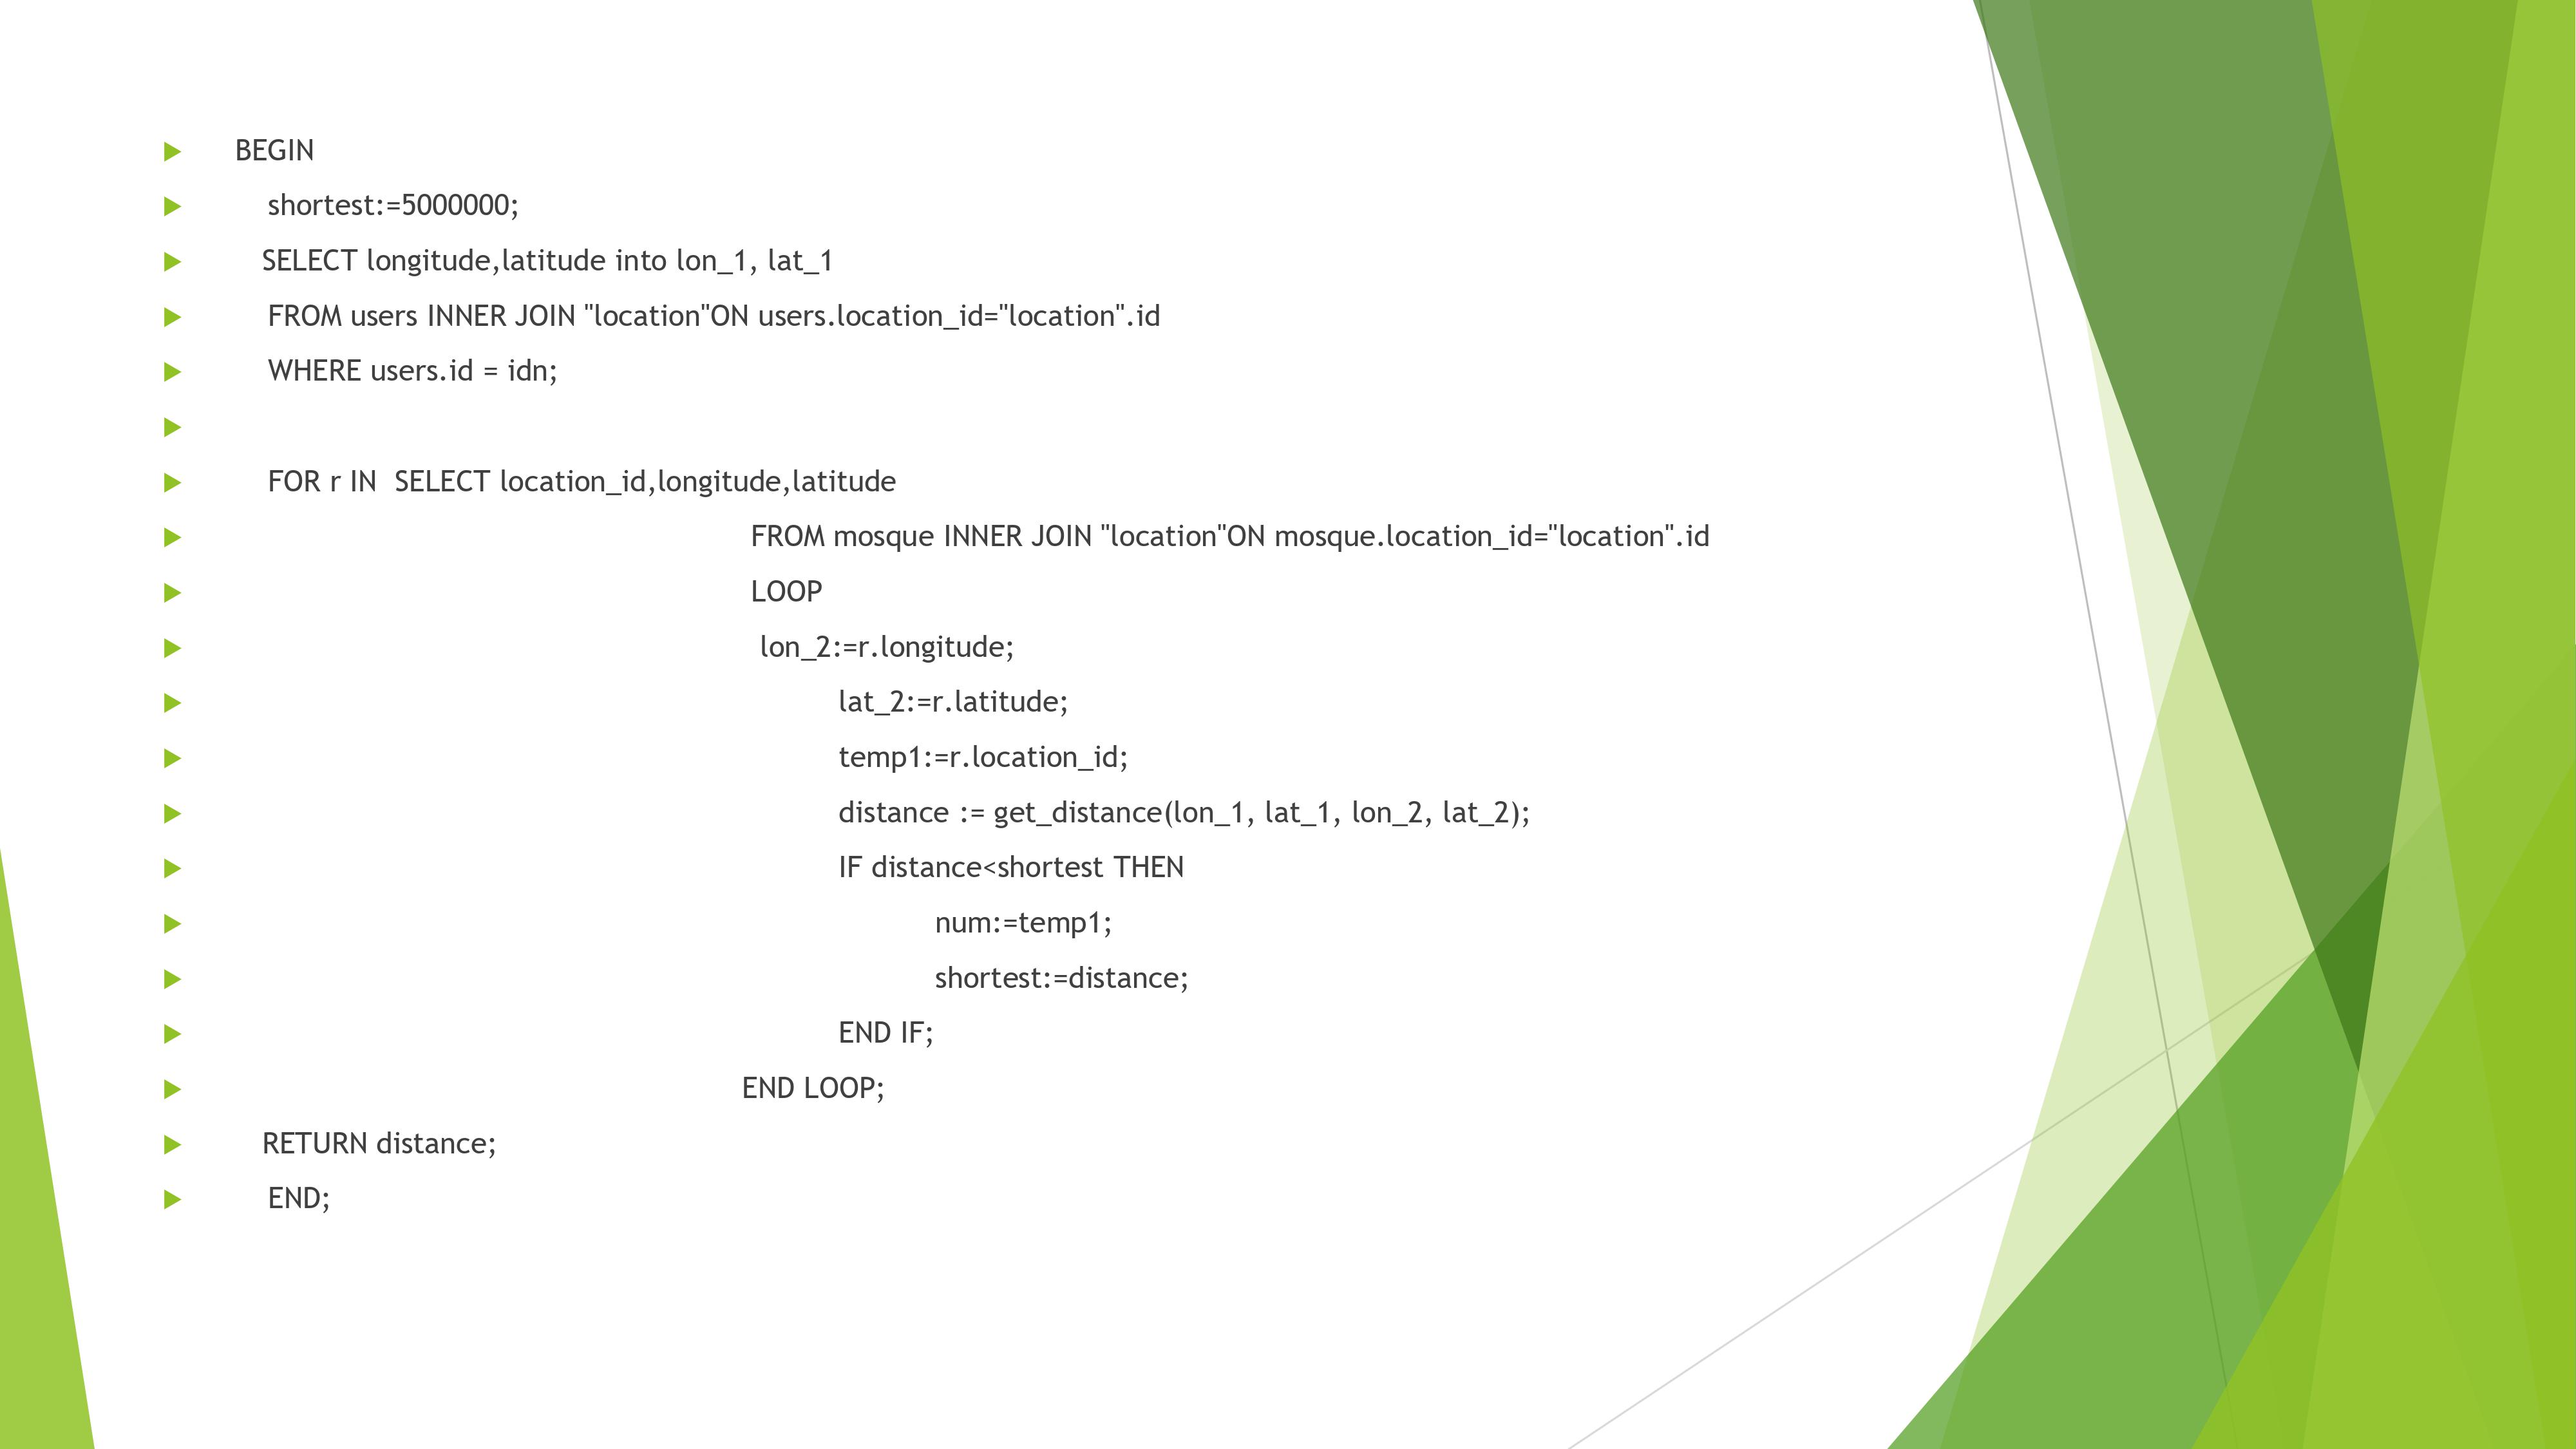 BEGIN
shortest:=5000000;
SELECT longitude,latitude into lon_1, lat_1
FROM users INNER JOIN "location"ON users.location_id="location".id
WHERE users.id = idn;
FOR r IN  SELECT location_id,longitude,latitude
FROM mosque INNER JOIN "location"ON mosque.location_id="location".id
LOOP
lon_2:=r.longitude;
lat_2:=r.latitude;
temp1:=r.location_id;
distance := get_distance(lon_1, lat_1, lon_2, lat_2);
IF distance<shortest THEN
num:=temp1;
shortest:=distance;
END IF;
END LOOP;
RETURN distance;
END;